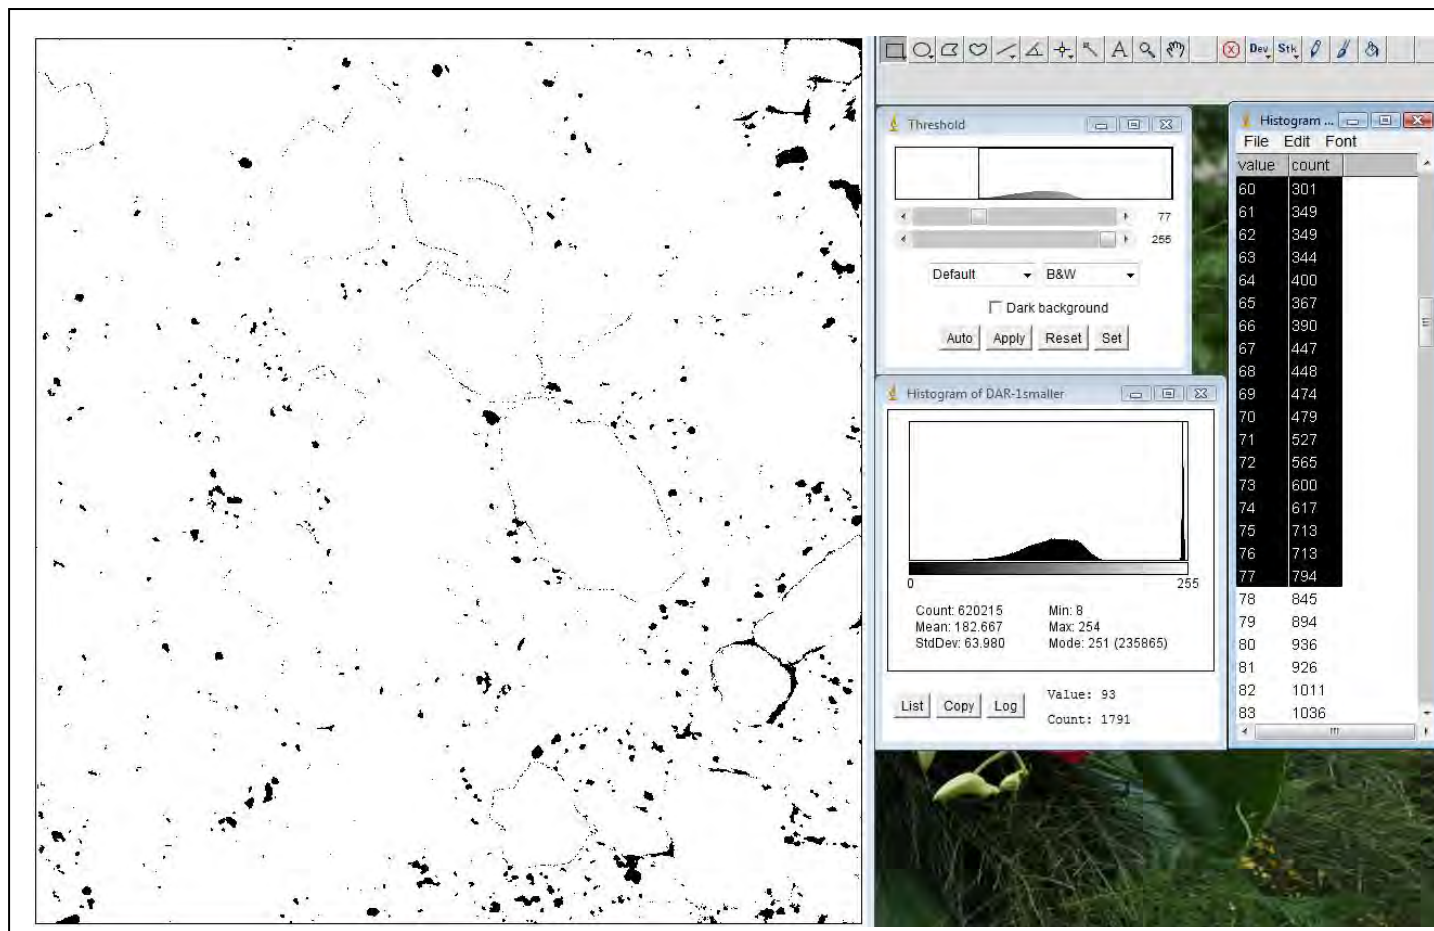 A Dev Stk
Threshold
77
255
Default B&W
Dark background
Auto Apply Reset Set
Histogram of DAR-1smaller
0 255
Count: 620215 Min: 8
Mean: 182.667 Max: 254
StdDev: 63.980 Mode: 251 (235865)
List Copy Log Value: 93
Count: 1791
Histogram ...
File Edit Font
value count
60 301
61 349
62 349
63 344
64 400
65 367
66 390
67 447
68 448
69 474
70 479
71 527
72 565
73 600
74 617
75 713
76 713
77 794
78 845
79 894
80 936
81 926
82 1011
83 1036